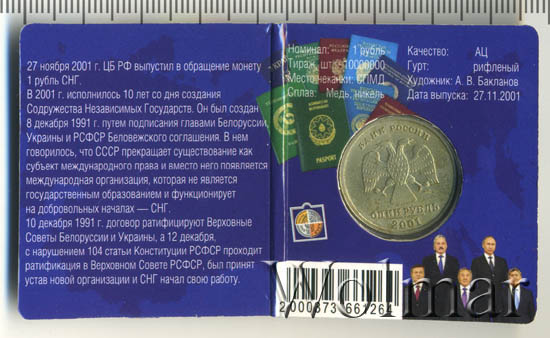 27 ноября 2001 г. ЦБ РФ выпустил в обращение монету
1 рубль СНГ.
В 2001 г. исполнилось 10 лет со дня создания
Содружества Независимых Государств. Он был создан
8 декабря 1991 г. путем подписания главами Белоруссии,
Украины и РСФСР Беловежского соглашения. В нем
говорилось, что СССР прекращает существование как
субъект международного права и вместо него появляется
международная организация, которая не является
государственным образованием и функционирует
на добровольных началах — СНГ.
10 декабря 1991 г. договор ратифицируют Верховные
Советы Белоруссии и Украины, а 12 декабря,
с нарушением 104 статьи Конституции РСФСР проходит
ратификация в Верховном Совете РСФСР, был принят
устав новой организации и СНГ начал свою работу.
Номинал: 1 рубль
Тираж, шт.: 10000000
Место чеканки: СПМД
Сплав: Медь, никель
Качество: АЦ
Гурт: рифленый
Художник: А. В. Бакланов
Дата выпуска: 27.11.2001
PASPORT
БАНК РОССИИ
ОДИН РУБЛЬ
2001
2 000373 661264
Wolmar